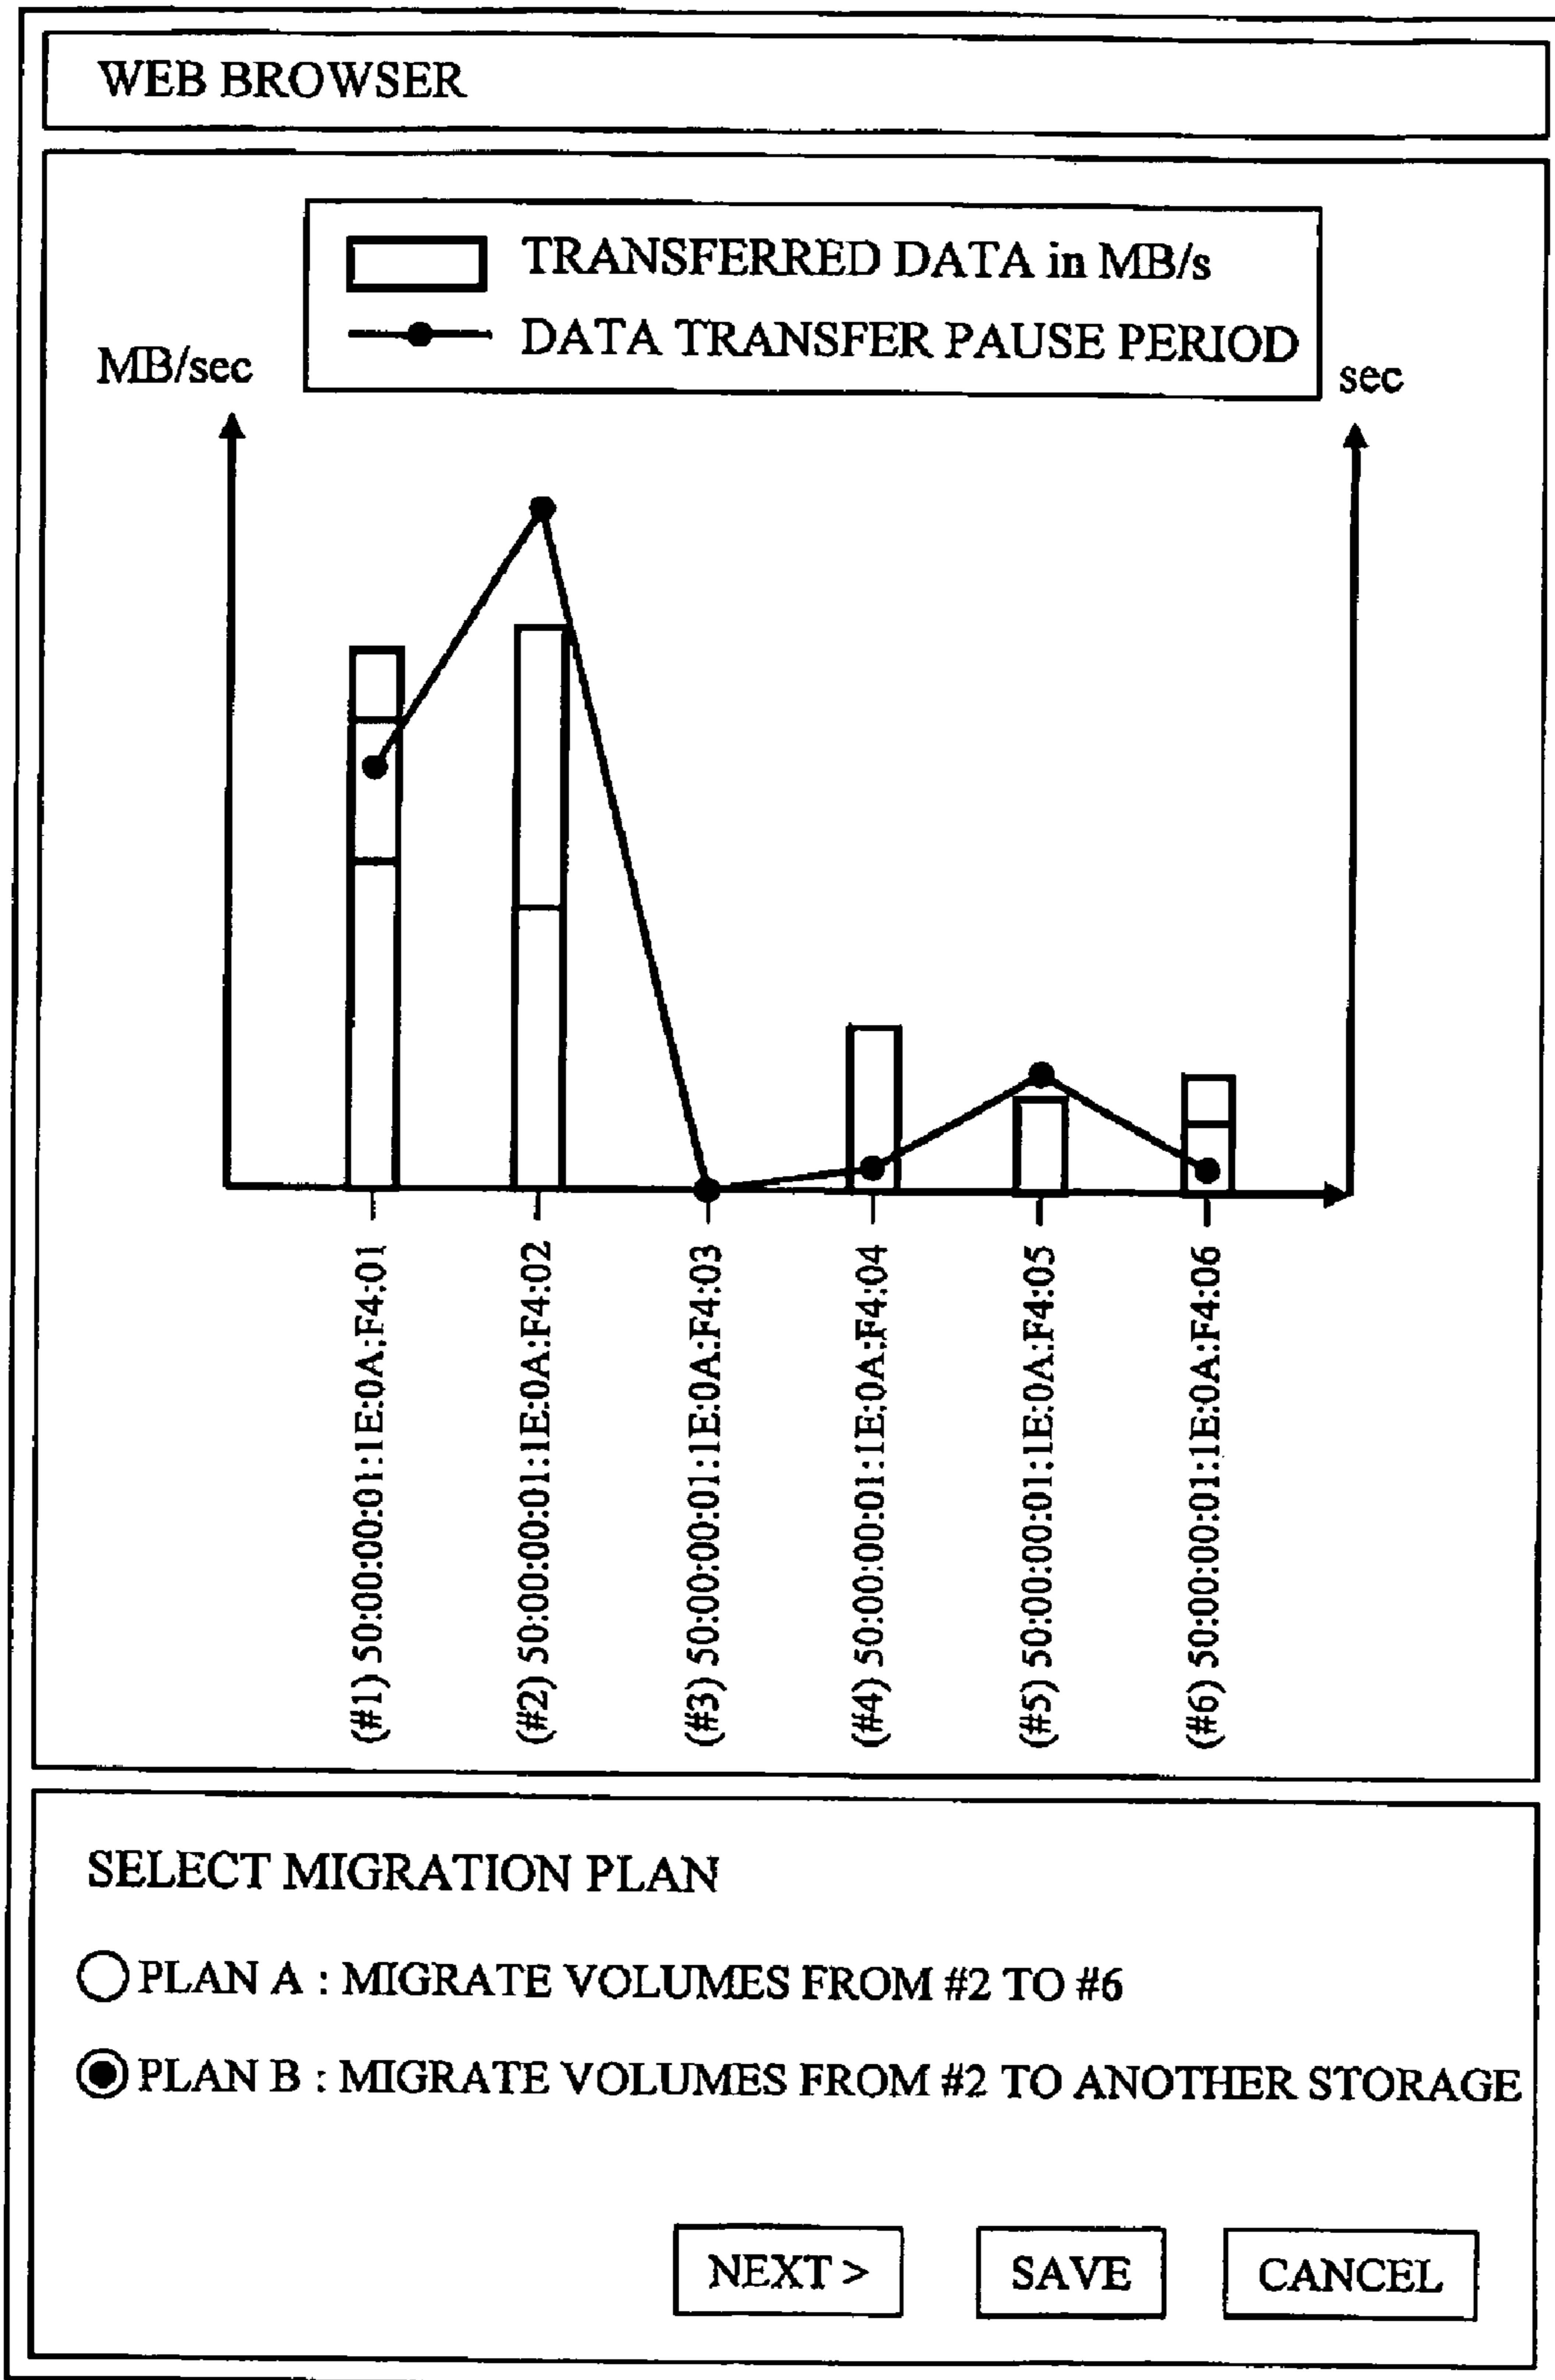 WEB BROWSER
TRANSFERRED DATA in MB/s
DATA TRANSFER PAUSE PERIOD
MB/sec
sec
(#1) 50:00:00:01:1E:0A:F4:01
(#2) 50:00:00:01:1E:0A:F4:02
(#3) 50:00:00:01:1E:0A:F4:03
(#4) 50:00:00:01:1E:0A:F4:04
(#5) 50:00:00:01:1E:0A:F4:05
(#6) 50:00:00:01:1E:0A:F4:06
SELECT MIGRATION PLAN
PLAN A : MIGRATE VOLUMES FROM #2 TO #6
PLAN B : MIGRATE VOLUMES FROM #2 TO ANOTHER STORAGE
NEXT > SAVE CANCEL